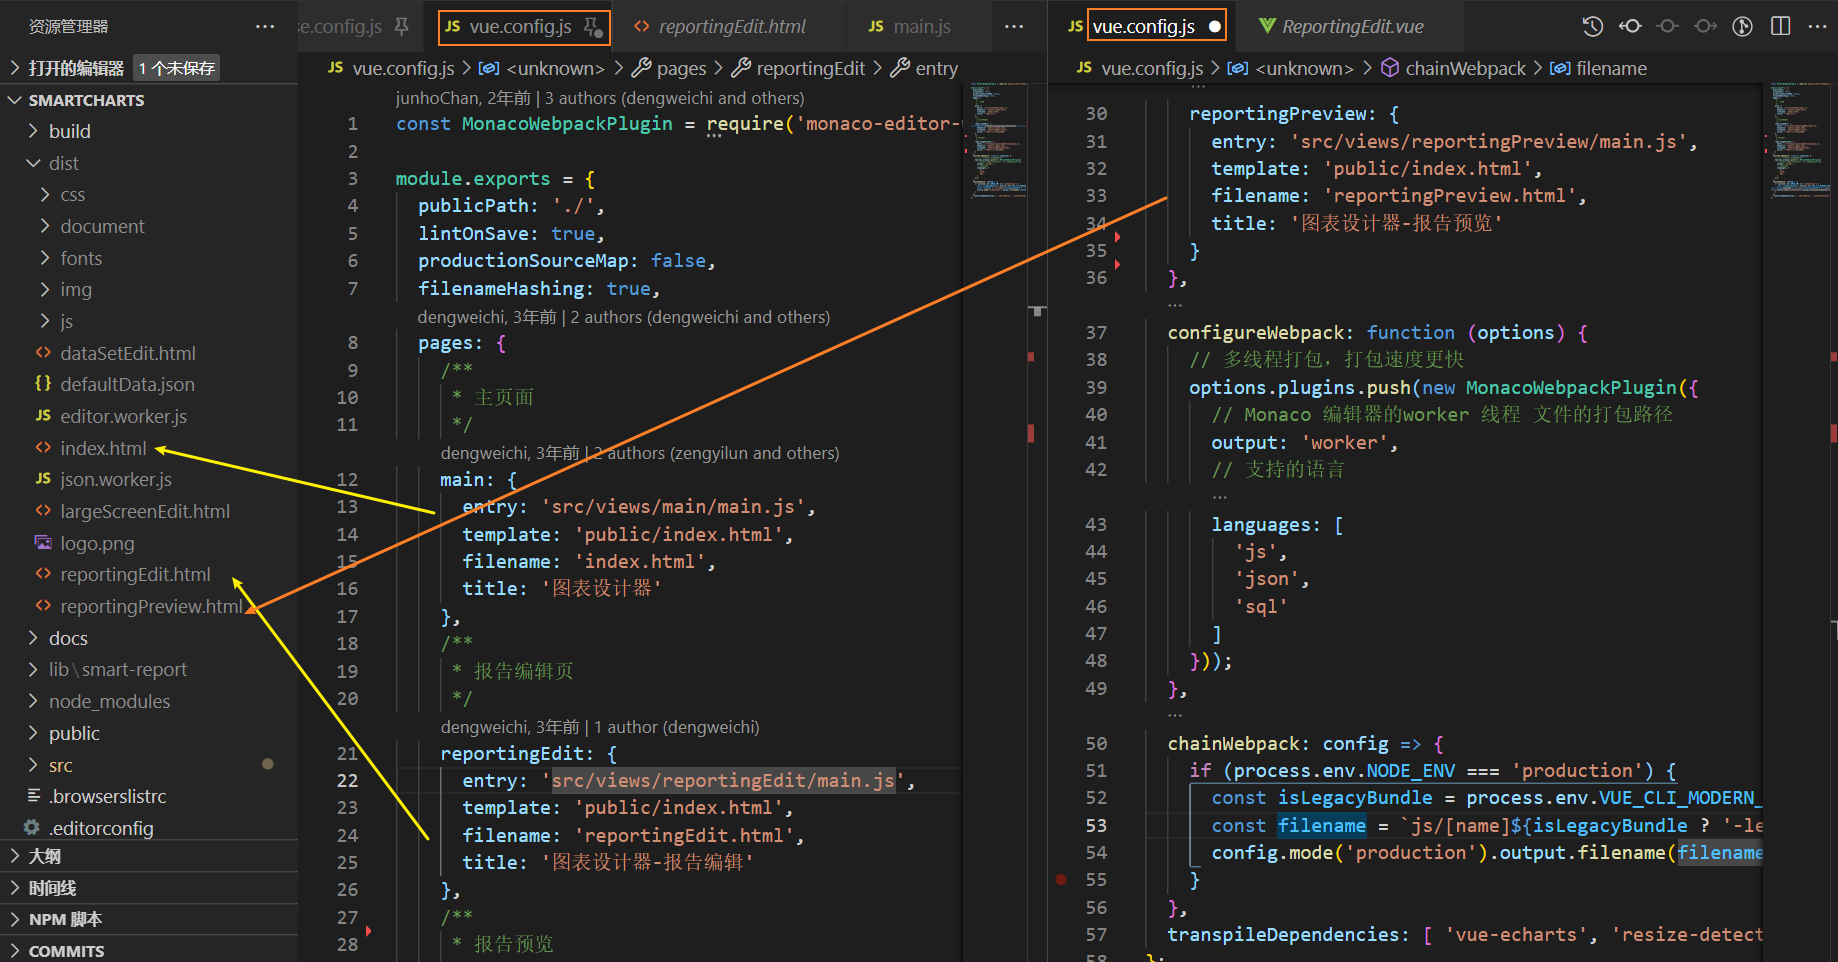 资源管理器 ···
打开的编辑器 1 个未保存
SMARTCHARTS
build
dist
css
document
fonts
img
js
dataSetEdit.html
{} defaultData.json
JS editor.worker.js
index.html
JS json.worker.js
largeScreenEdit.html
logo.png
reportingEdit.html
reportingPreview.html
docs
lib\smart-report
node_modules
public
src
.browserslistrc
.editorconfig
大纲
时间线
NPM 脚本
COMMITS
se.config.js
JS vue.config.js
reportingEdit.html
JS main.js
···
JS vue.config.js > <unknown> > pages > reportingEdit > entry
junhoChan, 2年前 | 3 authors (dengweichi and others)
1 const MonacoWebpackPlugin = require('monaco-editor-
2
3 module.exports = {
4 publicPath: './',
5 lintOnSave: true,
6 productionSourceMap: false,
7 filenameHashing: true,
dengweichi, 3年前 | 2 authors (dengweichi and others)
8 pages: {
9 /**
10 * 主页面
11 */
dengweichi, 3年前 | 2 authors (zengyilun and others)
12 main: {
13 entry: 'src/views/main/main.js',
14 template: 'public/index.html',
15 filename: 'index.html',
16 title: '图表设计器'
17 },
18 /**
19 * 报告编辑页
20 */
dengweichi, 3年前 | 1 author (dengweichi)
21 reportingEdit: {
22 entry: 'src/views/reportingEdit/main.js',
23 template: 'public/index.html',
24 filename: 'reportingEdit.html',
25 title: '图表设计器-报告编辑'
26 },
27 /**
28 * 报告预览
JS vue.config.js
ReportingEdit.vue
···
JS vue.config.js > <unknown> > chainWebpack > filename
···
30 reportingPreview: {
31 entry: 'src/views/reportingPreview/main.js',
32 template: 'public/index.html',
33 filename: 'reportingPreview.html',
34 title: '图表设计器-报告预览'
35 }
36 },
···
37 configureWebpack: function (options) {
38 // 多线程打包，打包速度更快
39 options.plugins.push(new MonacoWebpackPlugin({
40 // Monaco 编辑器的worker 线程 文件的打包路径
41 output: 'worker',
42 // 支持的语言
···
43 languages: [
44 'js',
45 'json',
46 'sql'
47 ]
48 }));
49 },
···
50 chainWebpack: config => {
51 if (process.env.NODE_ENV === 'production') {
52 const isLegacyBundle = process.env.VUE_CLI_MODERN_
53 const filename = `js/[name]${isLegacyBundle ? '-le
54 config.mode('production').output.filename(filename
55 }
56 },
57 transpileDependencies: [ 'vue-echarts', 'resize-detect
58 };